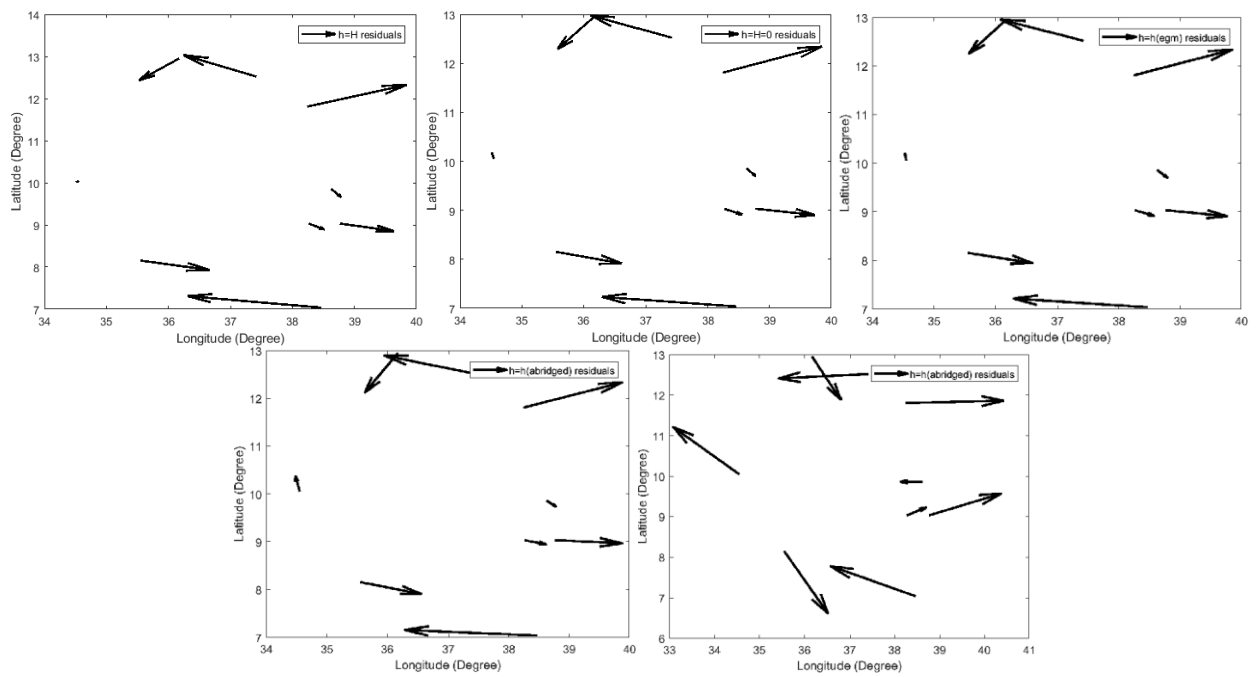 h=H residuals
14
13
12
11
10
9
8
7
Latitude (Degree)
34 35 36 37 38 39 40
Longitude (Degree)
h=H=0 residuals
13
12
11
10
9
8
7
Latitude (Degree)
34 35 36 37 38 39 40
Longitude (Degree)
h=h(egm) residuals
13
12
11
10
9
8
7
Latitude (Degree)
34 35 36 37 38 39 40
Longitude (Degree)
h=h(abridged) residuals
13
12
11
10
9
8
7
Latitude (Degree)
34 35 36 37 38 39 40
Longitude (Degree)
h=h(abridged) residuals
13
12
11
10
9
8
7
6
Latitude (Degree)
33 34 35 36 37 38 39 40 41
Longitude (Degree)